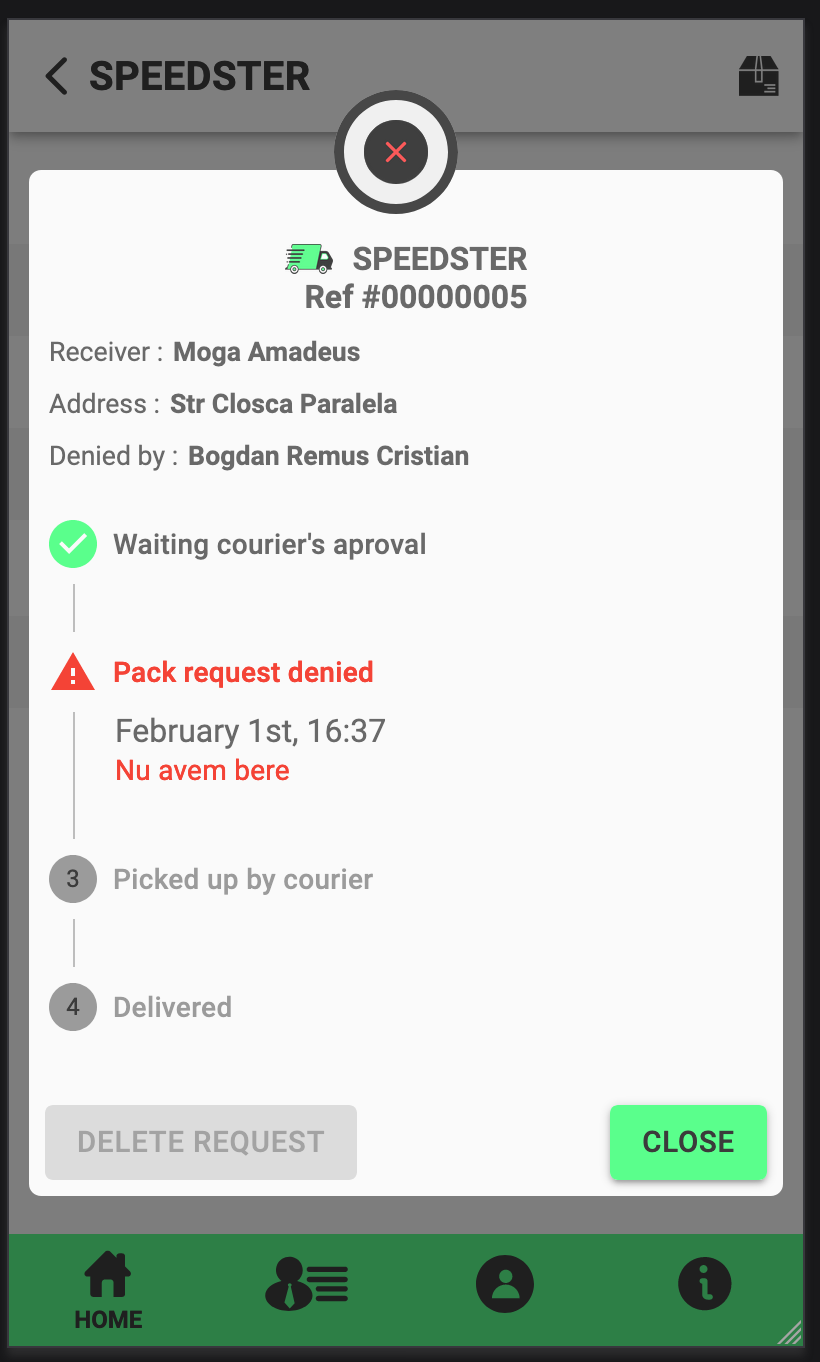 SPEEDSTER
SPEEDSTER
Ref #00000005
Receiver : Moga Amadeus
Address : Str Closca Paralela
Denied by : Bogdan Remus Cristian
Waiting courier's aproval
Pack request denied
February 1st, 16:37
Nu avem bere
3 Picked up by courier
4 Delivered
DELETE REQUEST CLOSE
HOME